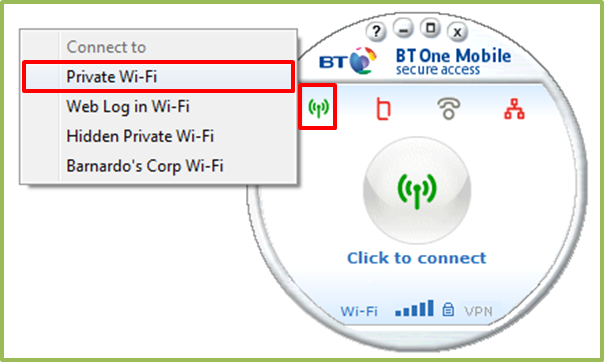 Connect to
Private Wi-Fi
Web Log in Wi-Fi
Hidden Private Wi-Fi
Barnardo's Corp Wi-Fi
?
x
BT
BT One Mobile
secure access
Click to connect
Wi-Fi
VPN